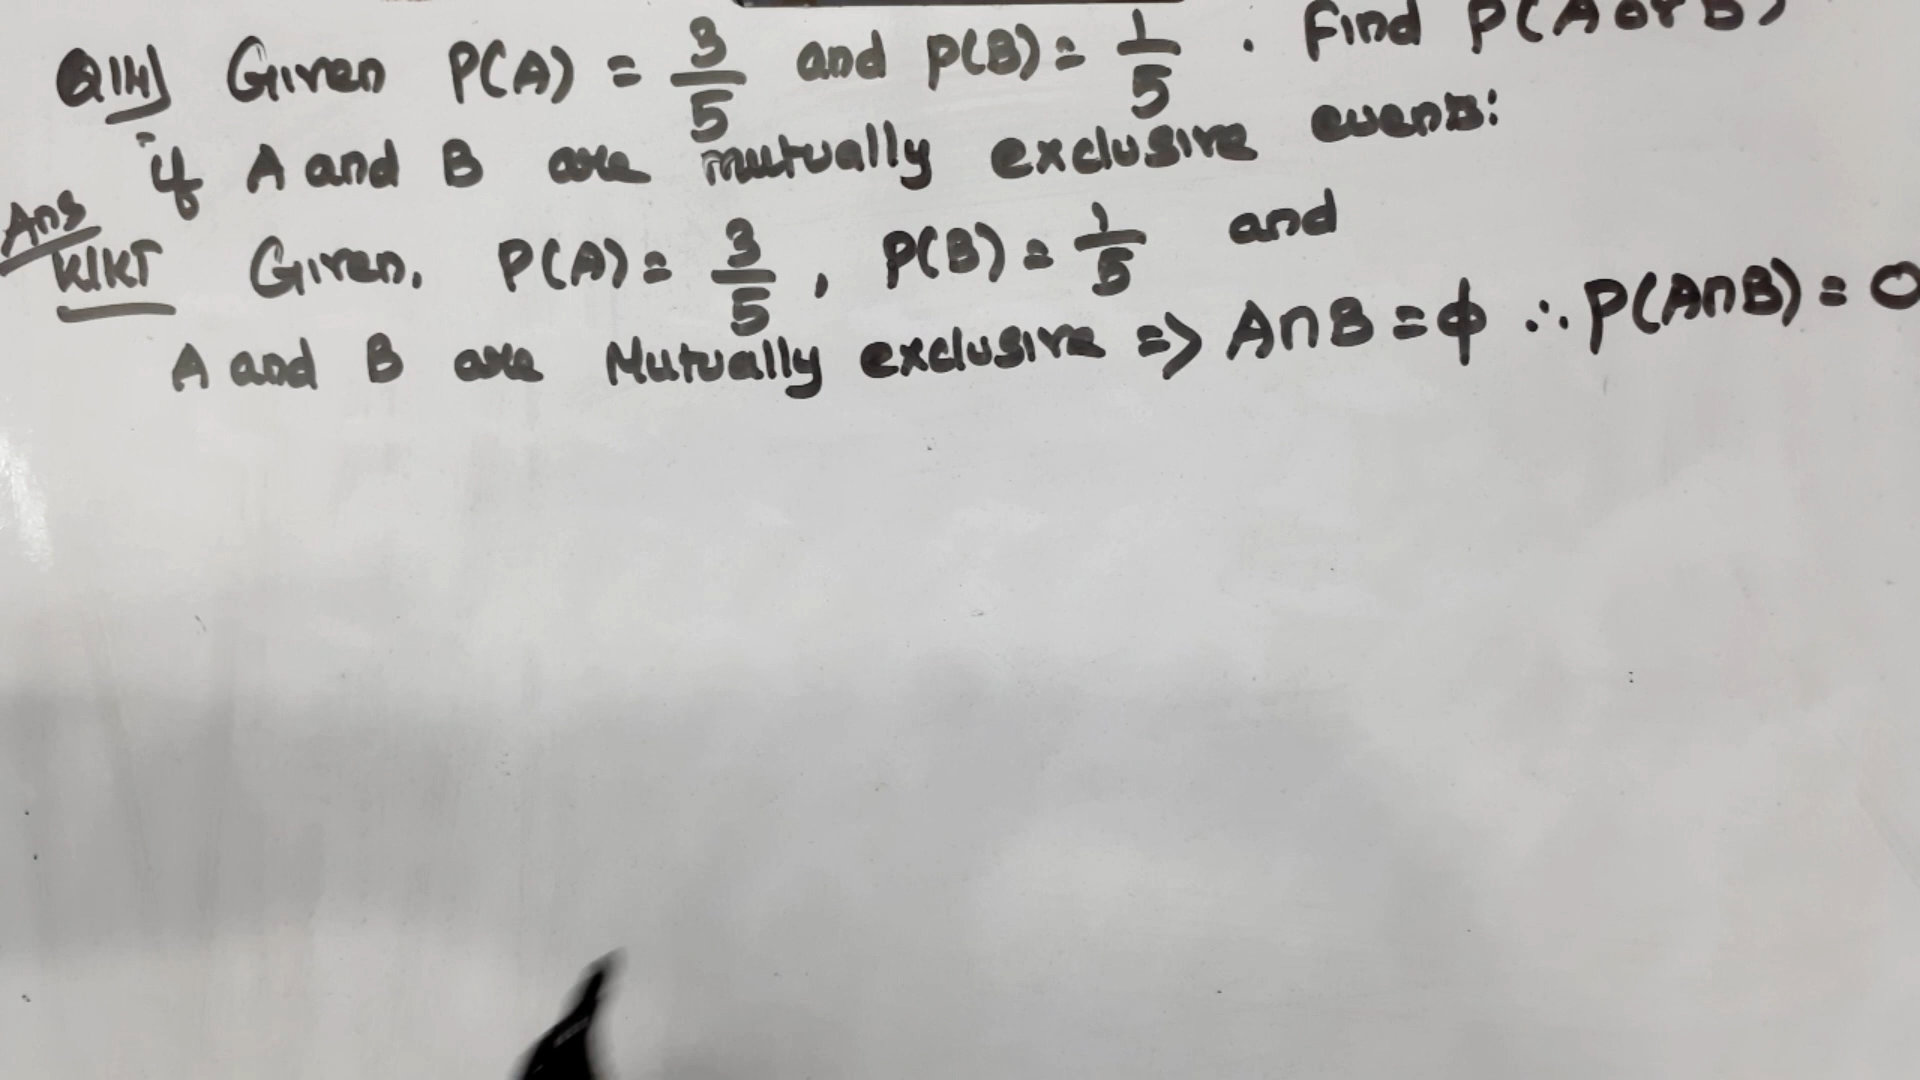 Q14) Given P(A) = 3/5 and P(B) = 1/5 . Find P(A or B)
if A and B are mutually exclusive events:
Ans Given, P(A) = 3/5 , P(B) = 1/5 and
WKT
A and B are Mutually exclusive => A∩B = ϕ ∴ P(A∩B) = 0